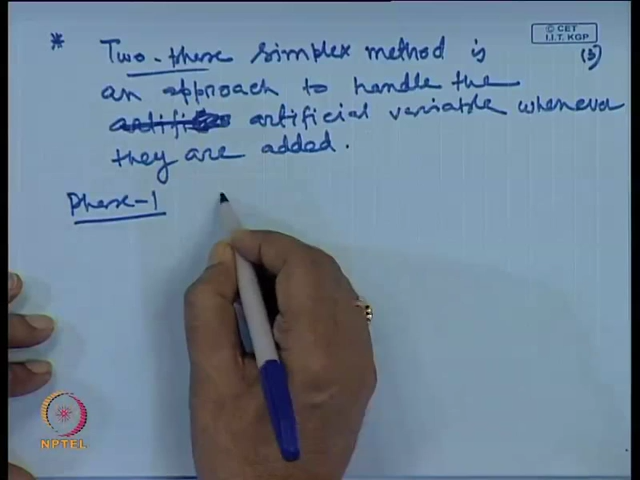 © CET
I.I.T. KGP
(3)
* Two-phase simplex method is
an approach to handle the
artificial variable whenever
they are added.
Phase-1
NPTEL